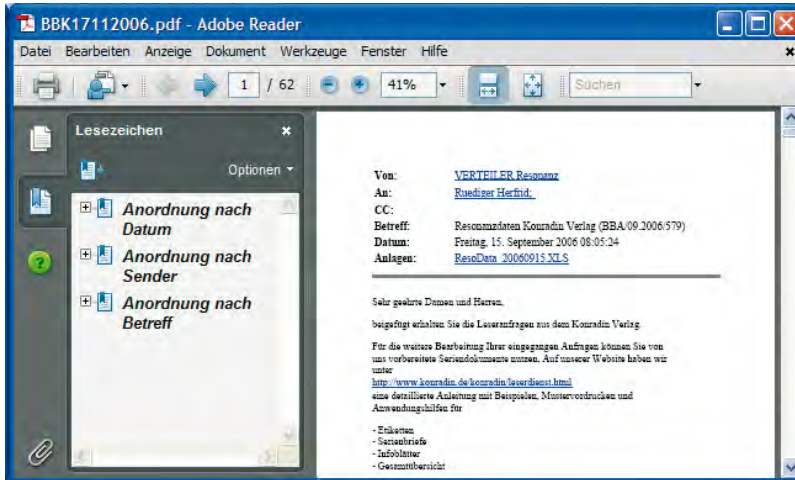 BBK17112006.pdf - Adobe Reader
Datei Bearbeiten Anzeige Dokument Werkzeuge Fenster Hilfe
1 / 62 41% Suchen
Lesezeichen
Optionen
Anordnung nach
Datum
Anordnung nach
Sender
Anordnung nach
Betreff
Von: VERTEILER Resonanz
An: Ruediger Herfrid;
CC:
Betreff: Resonanzdaten Konradin Verlag (BBA/09.2006/579)
Datum: Freitag, 15. September 2006 08:05:24
Anlagen: ResoData_20060915.XLS
Sehr geehrte Damen und Herren,
beigefügt erhalten Sie die Leseranfragen aus dem Konradin Verlag.
Für die weitere Bearbeitung Ihrer eingegangen Anfragen können Sie von
uns vorbereitete Seriendokumente nutzen. Auf unserer Website haben wir
unter
http://www.konradin.de/konradin/leserdienst.html
eine detaillierte Anleitung mit Beispielen, Mustervordrucken und
Anwendungshilfen für
- Etiketten
- Serienbriefe
- Infoblätter
- Gesamtübersicht